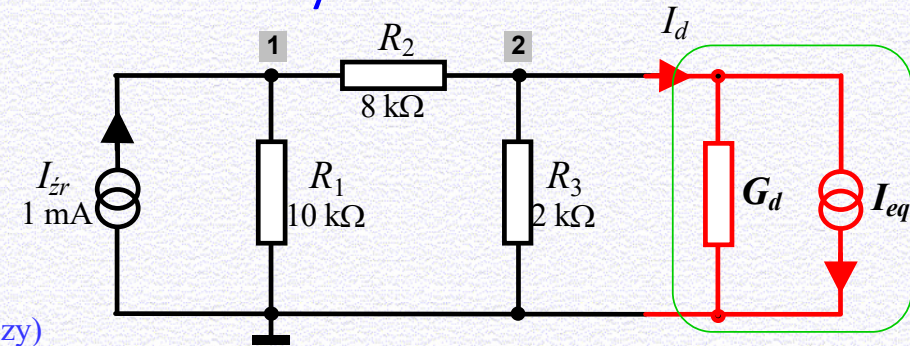 1
R2
8 kΩ
2
Id
Iźr
1 mA
R1
10 kΩ
R3
2 kΩ
Gd
Ieq
zy)